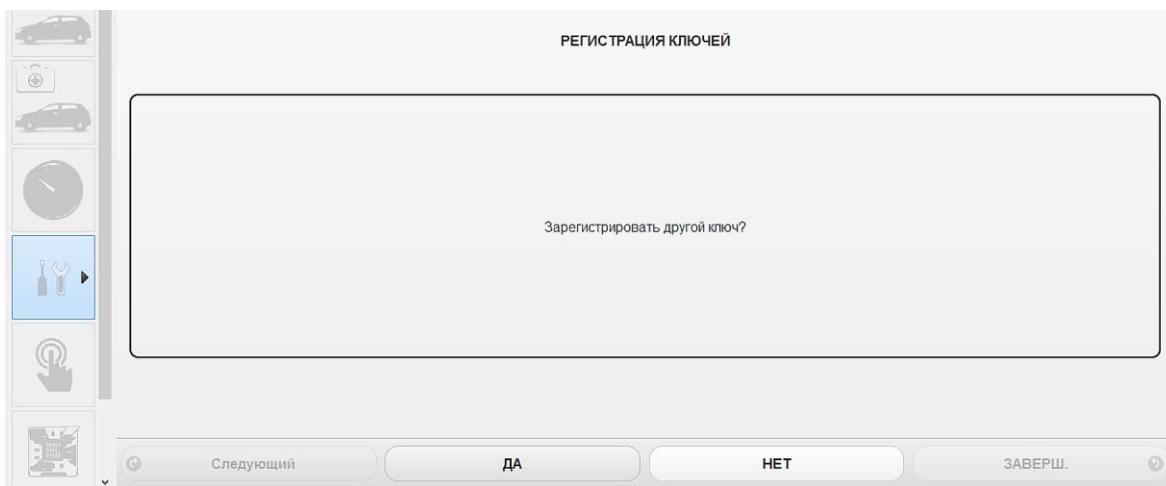 РЕГИСТРАЦИЯ КЛЮЧЕЙ
Зарегистрировать другой ключ?
Следующий ДА НЕТ ЗАВЕРШ.